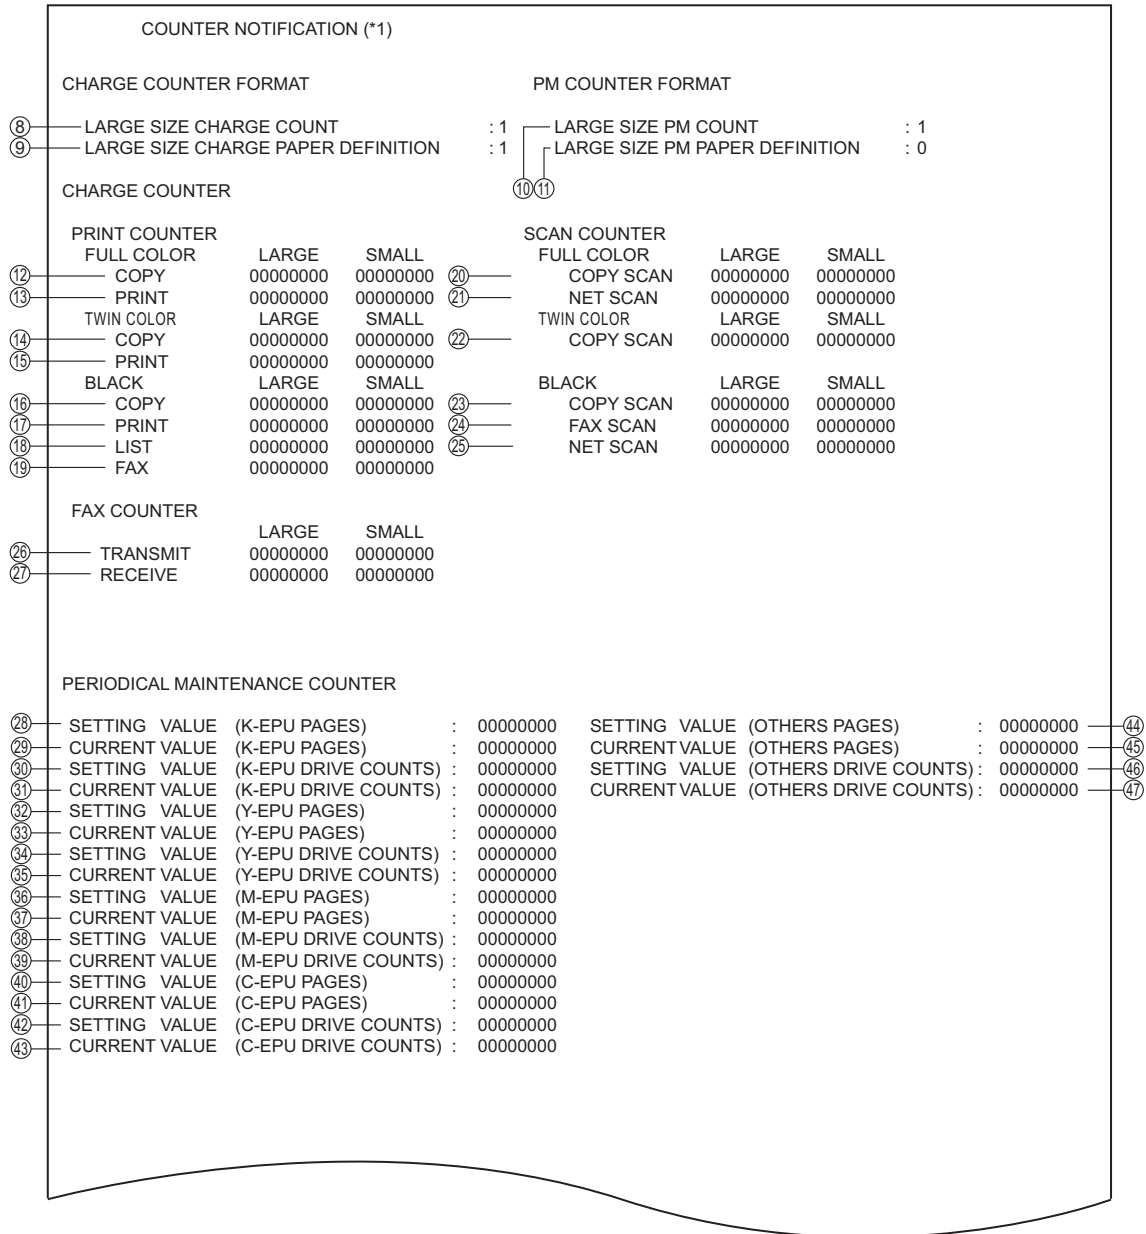 COUNTER NOTIFICATION (*1)
CHARGE COUNTER FORMAT PM COUNTER FORMAT
⑧ LARGE SIZE CHARGE COUNT : 1 LARGE SIZE PM COUNT : 1
⑨ LARGE SIZE CHARGE PAPER DEFINITION : 1 LARGE SIZE PM PAPER DEFINITION : 0
⑩ ⑪
CHARGE COUNTER
PRINT COUNTER SCAN COUNTER
FULL COLOR LARGE SMALL FULL COLOR LARGE SMALL
⑫ COPY 00000000 00000000 ⑳ COPY SCAN 00000000 00000000
⑬ PRINT 00000000 00000000 ㉑ NET SCAN 00000000 00000000
TWIN COLOR LARGE SMALL TWIN COLOR LARGE SMALL
⑭ COPY 00000000 00000000 ㉒ COPY SCAN 00000000 00000000
⑮ PRINT 00000000 00000000
BLACK LARGE SMALL BLACK LARGE SMALL
⑯ COPY 00000000 00000000 ㉓ COPY SCAN 00000000 00000000
⑰ PRINT 00000000 00000000 ㉔ FAX SCAN 00000000 00000000
⑱ LIST 00000000 00000000 ㉕ NET SCAN 00000000 00000000
⑲ FAX 00000000 00000000
FAX COUNTER
LARGE SMALL
㉖ TRANSMIT 00000000 00000000
㉗ RECEIVE 00000000 00000000
PERIODICAL MAINTENANCE COUNTER
㉘ SETTING VALUE (K-EPU PAGES) : 00000000 SETTING VALUE (OTHERS PAGES) : 00000000 ㊹
㉙ CURRENT VALUE (K-EPU PAGES) : 00000000 CURRENT VALUE (OTHERS PAGES) : 00000000 ㊺
㉚ SETTING VALUE (K-EPU DRIVE COUNTS) : 00000000 SETTING VALUE (OTHERS DRIVE COUNTS) : 00000000 ㊻
㉛ CURRENT VALUE (K-EPU DRIVE COUNTS) : 00000000 CURRENT VALUE (OTHERS DRIVE COUNTS) : 00000000 ㊼
㉜ SETTING VALUE (Y-EPU PAGES) : 00000000
㉝ CURRENT VALUE (Y-EPU PAGES) : 00000000
㉞ SETTING VALUE (Y-EPU DRIVE COUNTS) : 00000000
㉟ CURRENT VALUE (Y-EPU DRIVE COUNTS) : 00000000
㊱ SETTING VALUE (M-EPU PAGES) : 00000000
㊲ CURRENT VALUE (M-EPU PAGES) : 00000000
㊳ SETTING VALUE (M-EPU DRIVE COUNTS) : 00000000
㊴ CURRENT VALUE (M-EPU DRIVE COUNTS) : 00000000
㊵ SETTING VALUE (C-EPU PAGES) : 00000000
㊶ CURRENT VALUE (C-EPU PAGES) : 00000000
㊷ SETTING VALUE (C-EPU DRIVE COUNTS) : 00000000
㊸ CURRENT VALUE (C-EPU DRIVE COUNTS) : 00000000